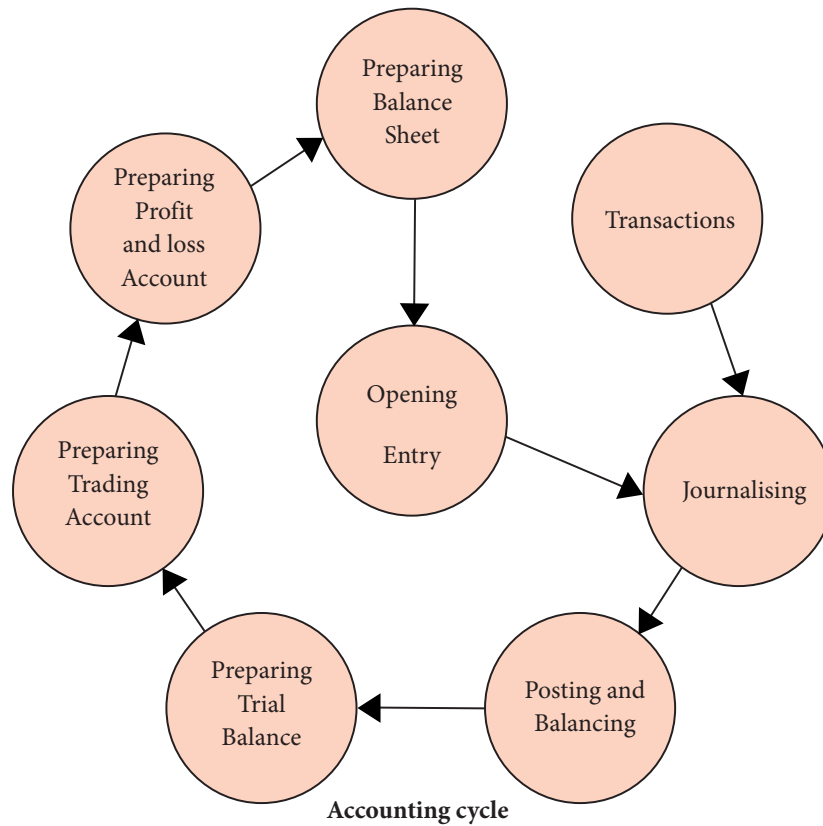 Preparing
Balance
Sheet
Transactions
Preparing
Profit
and loss
Account
Opening
Entry
Journalising
Preparing
Trading
Account
Posting and
Balancing
Preparing
Trial
Balance
Accounting cycle